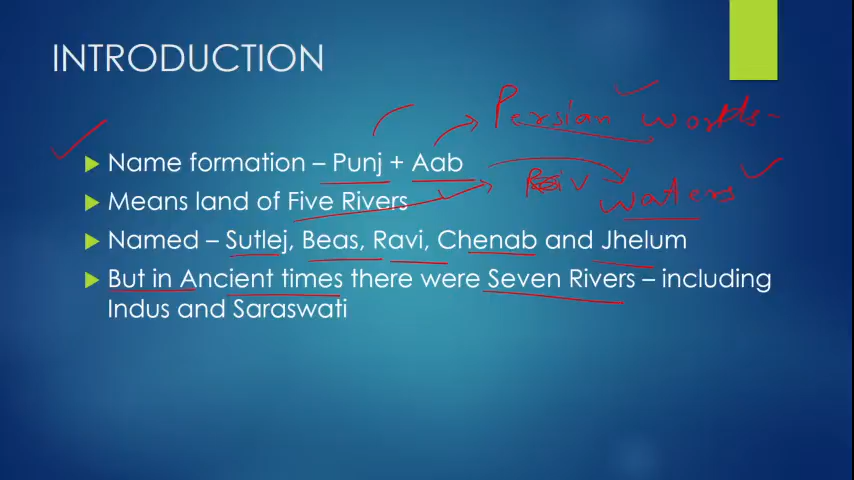 INTRODUCTION
Persian words
Name formation – Punj + Aab
waters
Means land of Five Rivers
Named – Sutlej, Beas, Ravi, Chenab and Jhelum
But in Ancient times there were Seven Rivers – including
Indus and Saraswati